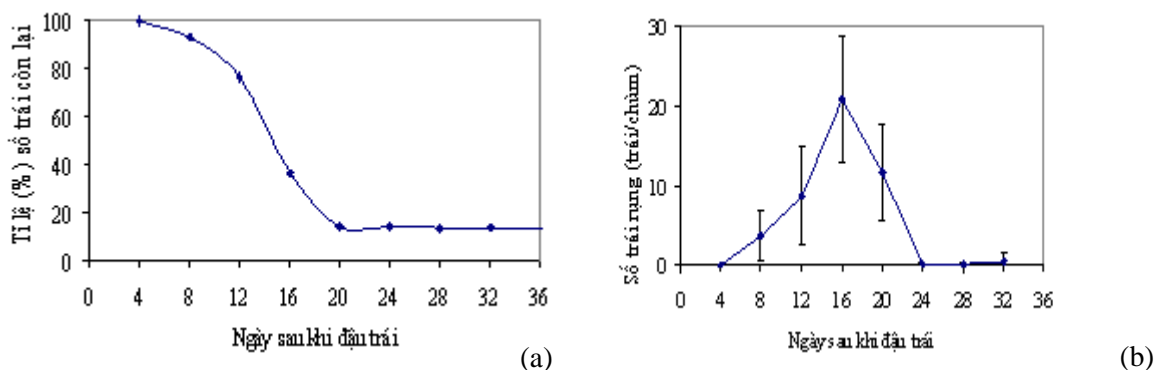 Tỉ lệ (%) số trái còn lại
100
80
60
40
20
0
0 4 8 12 16 20 24 28 32 36
Ngày sau khi đậu trái
(a)
Số trái rụng (trái/chùm)
30
20
10
0
0 4 8 12 16 20 24 28 32 36
Ngày sau khi đậu trái
(b)